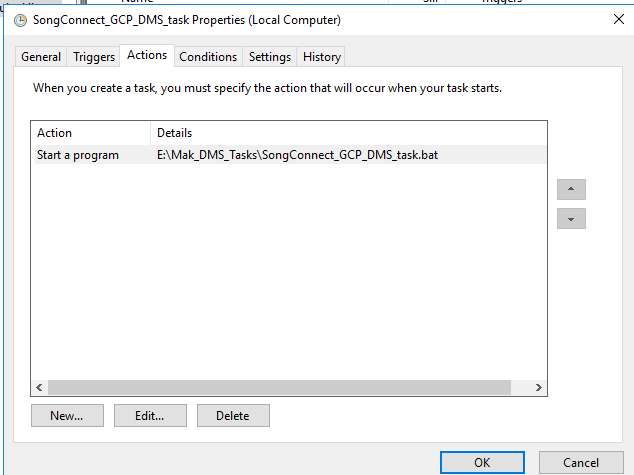 SongConnect_GCP_DMS_task Properties (Local Computer)
General Triggers Actions Conditions Settings History
When you create a task, you must specify the action that will occur when your task starts.
Action Details
Start a program E:\Mak_DMS_Tasks\SongConnect_GCP_DMS_task.bat
New... Edit... Delete
OK Cancel